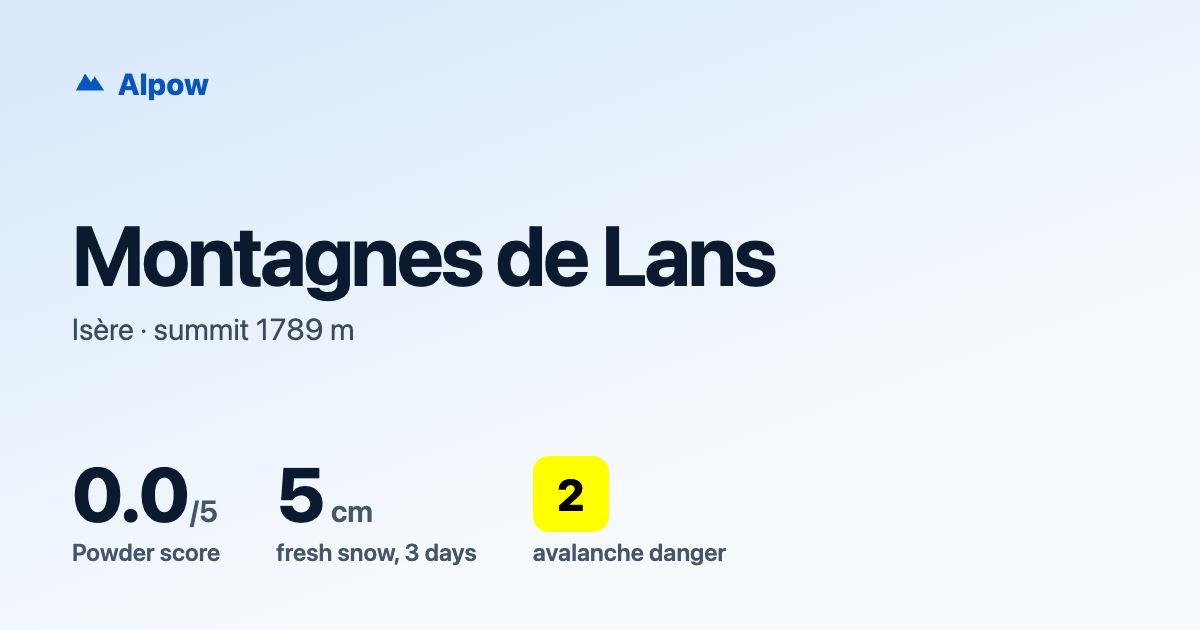 Alpow
Montagnes de Lans
Isère · summit 1789 m
0.0/5
Powder score
5 cm
fresh snow, 3 days
2
avalanche danger